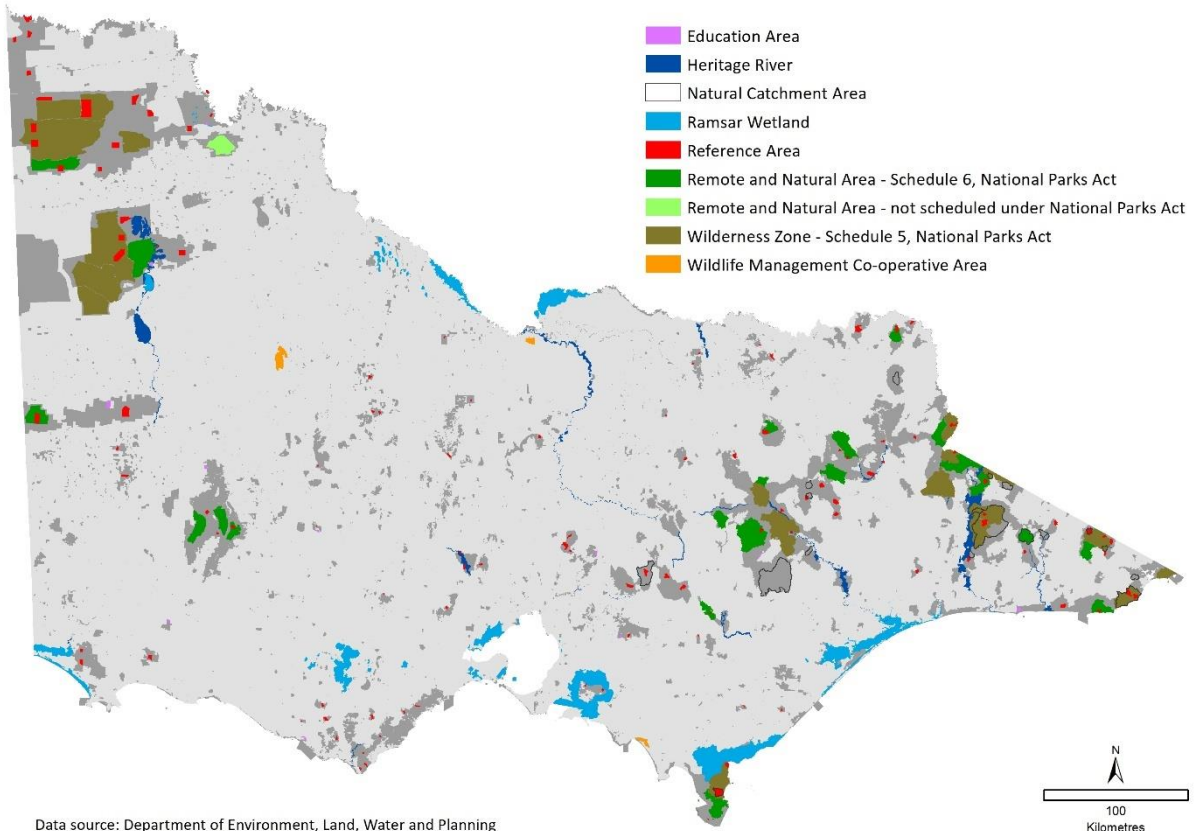 Education Area
Heritage River
Natural Catchment Area
Ramsar Wetland
Reference Area
Remote and Natural Area - Schedule 6, National Parks Act
Remote and Natural Area - not scheduled under National Parks Act
Wilderness Zone - Schedule 5, National Parks Act
Wildlife Management Co-operative Area
N
100
Kilometres
Data source: Department of Environment, Land, Water and Planning